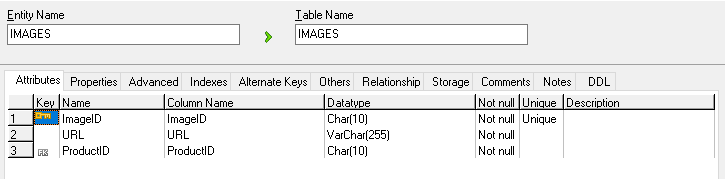 Entity Name Table Name
IMAGES IMAGES
Attributes Properties Advanced Indexes Alternate Keys Others Relationship Storage Comments Notes DDL
Key Name Column Name Datatype Not null Unique Description
1 ImageID ImageID Char(10) Not null Unique
2 URL URL VarChar(255) Not null
3 FK ProductID ProductID Char(10) Not null